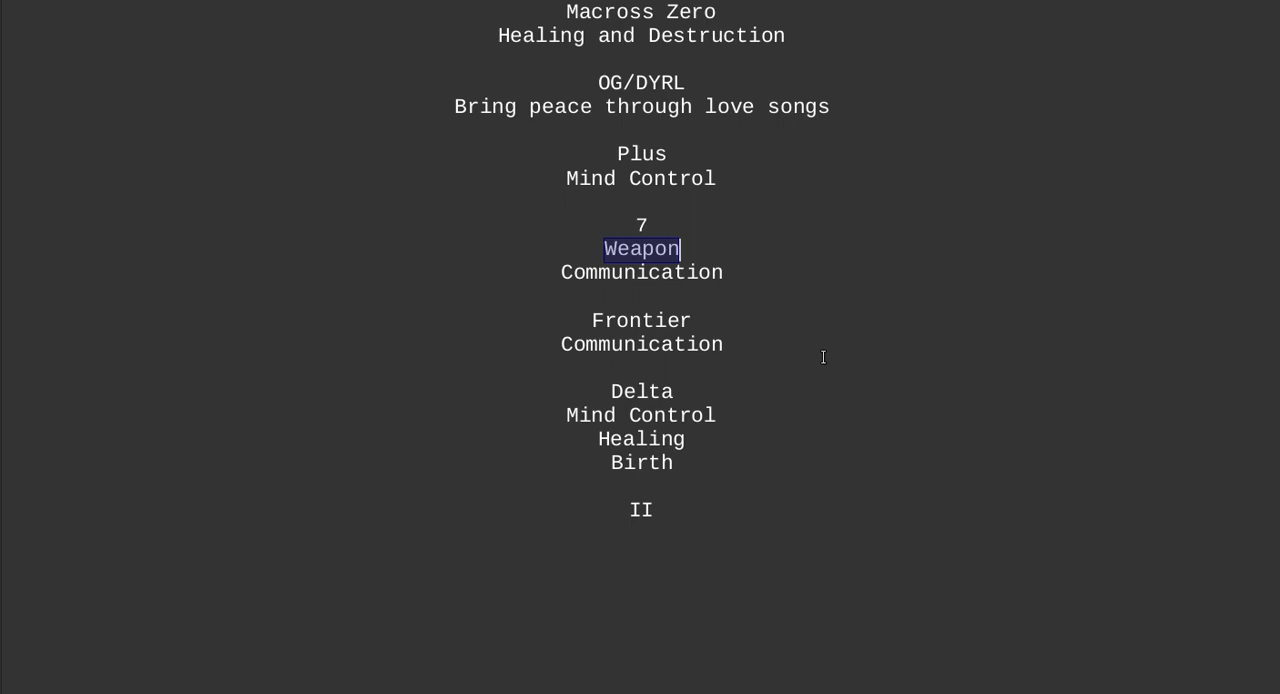 Macross Zero
Healing and Destruction
OG/DYRL
Bring peace through love songs
Plus
Mind Control
7
Weapon
Communication
Frontier
Communication
Delta
Mind Control
Healing
Birth
II